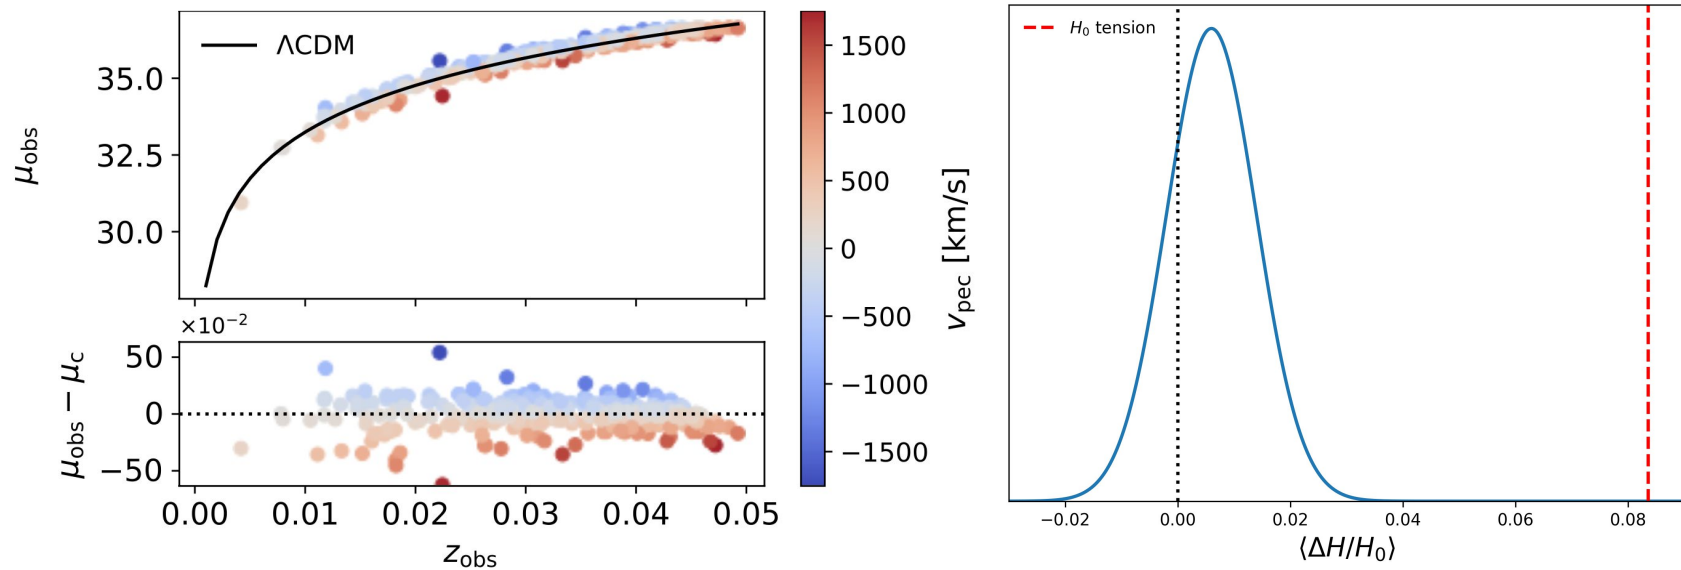 ΛCDM
35.0
32.5
30.0
μobs
×10−2
50
0
−50
μobs − μc
0.00 0.01 0.02 0.03 0.04 0.05
zobs
1500
1000
500
0
−500
−1000
−1500
vpec [km/s]
H0 tension
−0.02 0.00 0.02 0.04 0.06 0.08
⟨ΔH/H0⟩